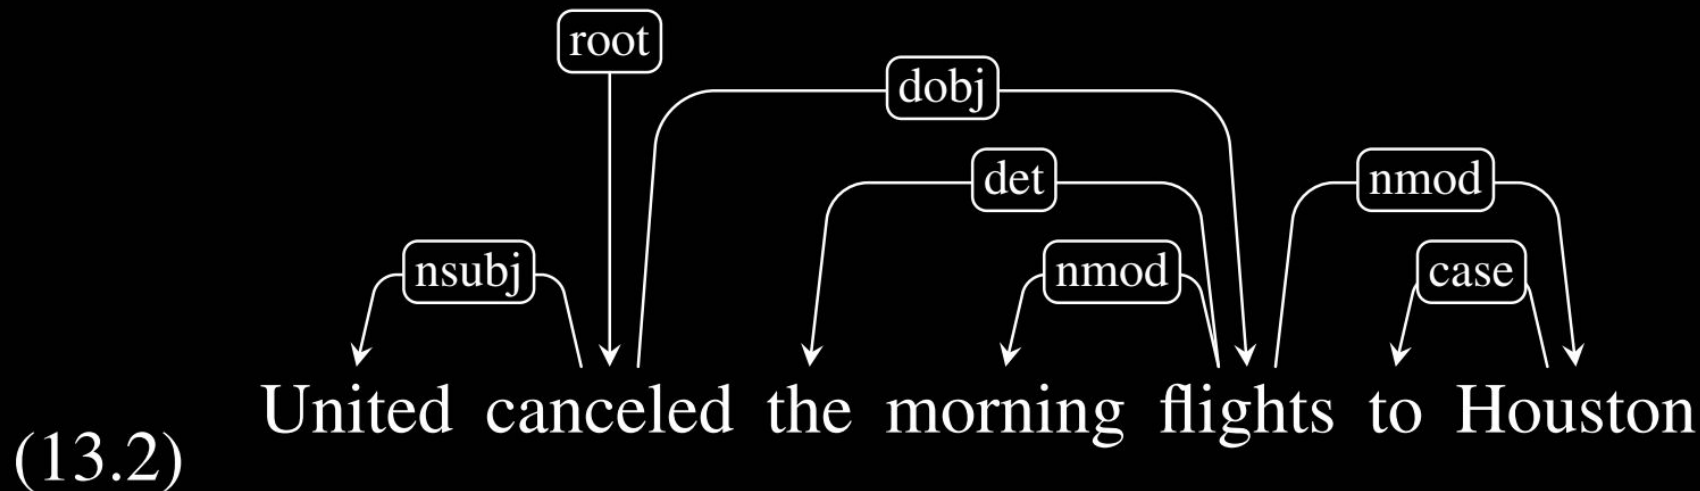 root
dobj
det nmod
nsubj nmod case
United canceled the morning flights to Houston
(13.2)